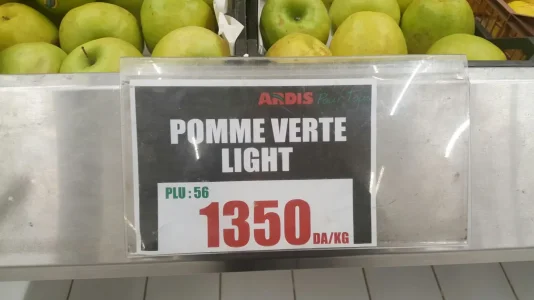 ARDIS
POMME VERTE
LIGHT
PLU : 56
1350 DA/KG